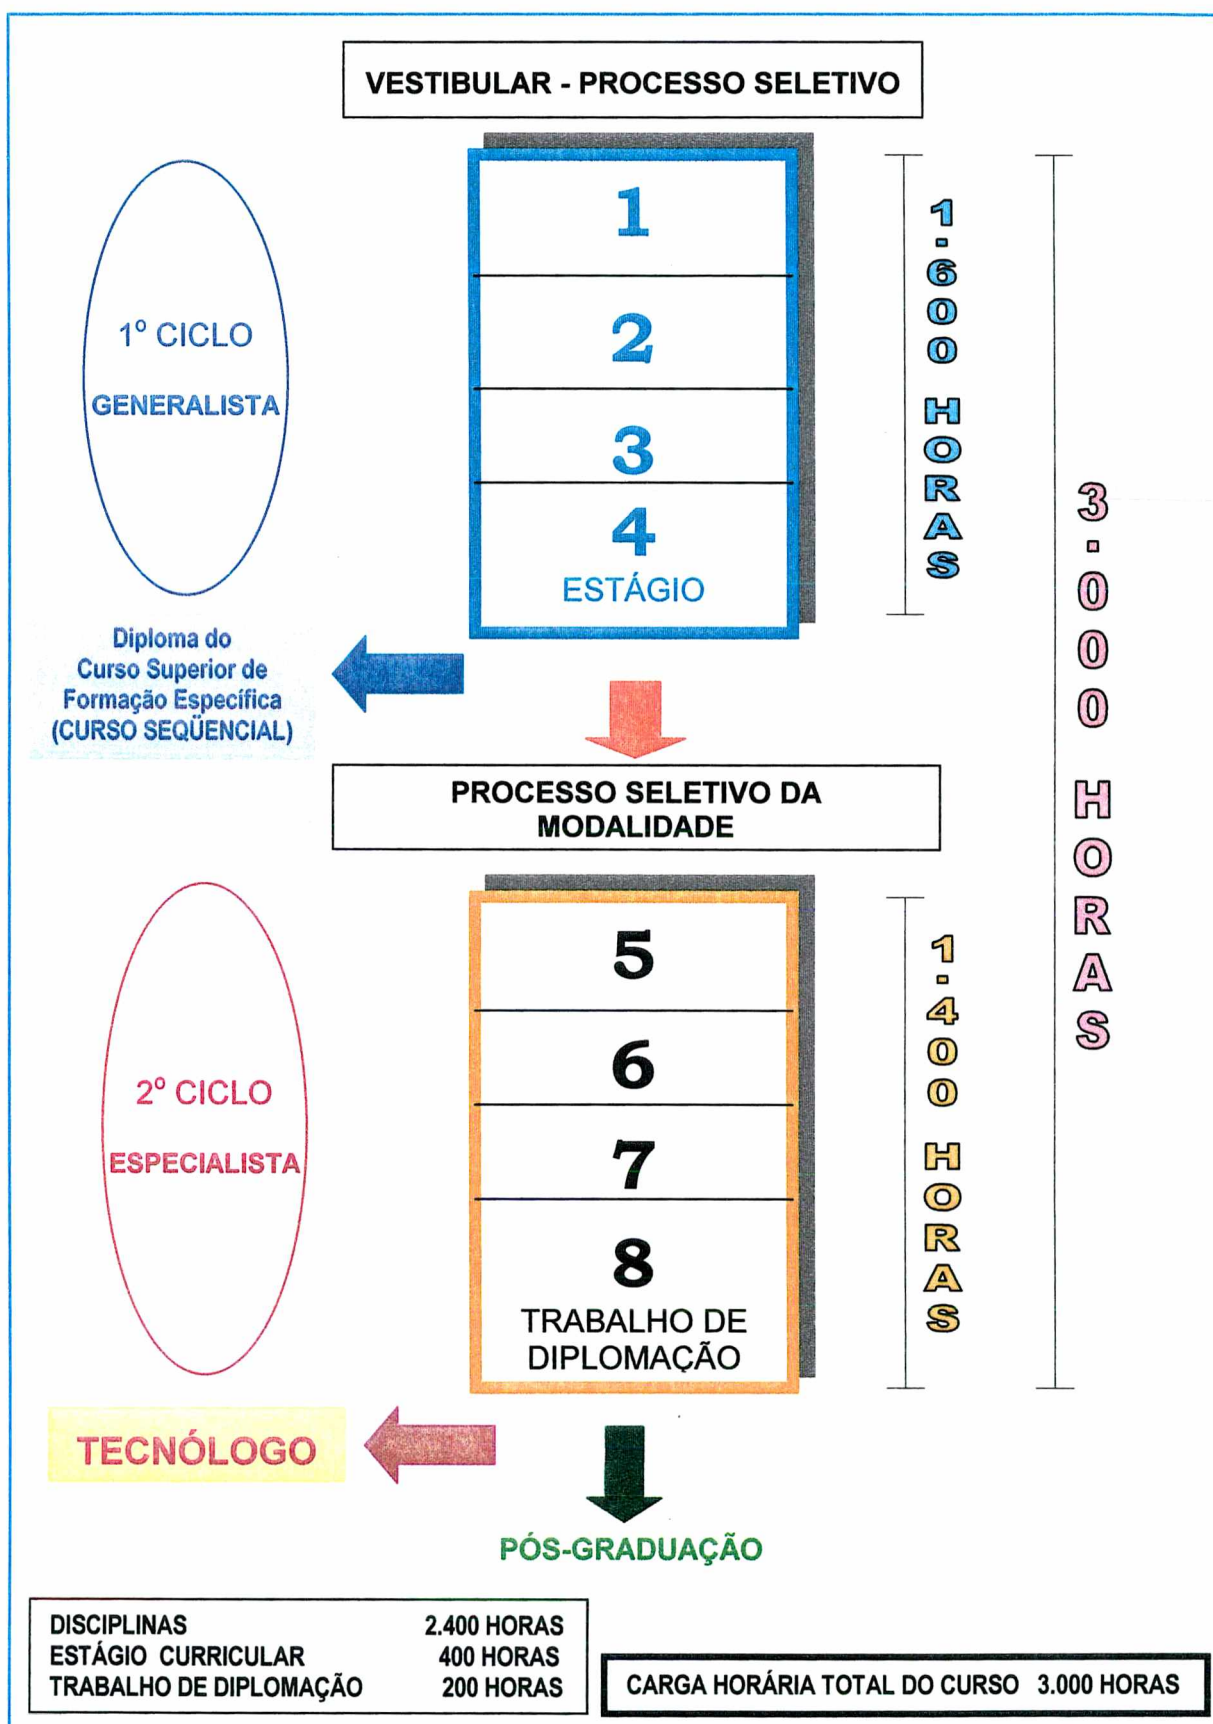 VESTIBULAR - PROCESSO SELETIVO
1º CICLO
GENERALISTA
1
2
3
4
ESTÁGIO
1.600 HORAS
3.000 HORAS
Diploma do
Curso Superior de
Formação Específica
(CURSO SEQÜENCIAL)
PROCESSO SELETIVO DA
MODALIDADE
2º CICLO
ESPECIALISTA
5
6
7
8
TRABALHO DE
DIPLOMAÇÃO
1.400 HORAS
TECNÓLOGO
PÓS-GRADUAÇÃO
DISCIPLINAS 2.400 HORAS
ESTÁGIO CURRICULAR 400 HORAS
TRABALHO DE DIPLOMAÇÃO 200 HORAS
CARGA HORÁRIA TOTAL DO CURSO 3.000 HORAS